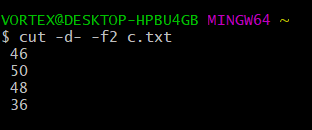 VORTEX@DESKTOP-HPBU4GB MINGW64 ~
$ cut -d- -f2 c.txt
46
50
48
36